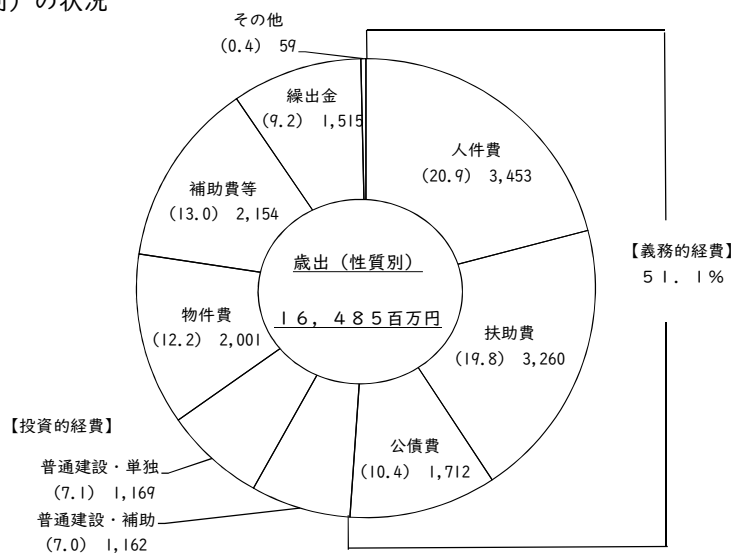 の状況
その他
(0.4) 59
繰出金
(9.2) 1,515
人件費
(20.9) 3,453
補助費等
(13.0) 2,154
【義務的経費】
51.1%
歳出(性質別)
16,485百万円
物件費
(12.2) 2,001
扶助費
(19.8) 3,260
公債費
(10.4) 1,712
【投資的経費】
普通建設・単独
(7.1) 1,169
普通建設・補助
(7.0) 1,162